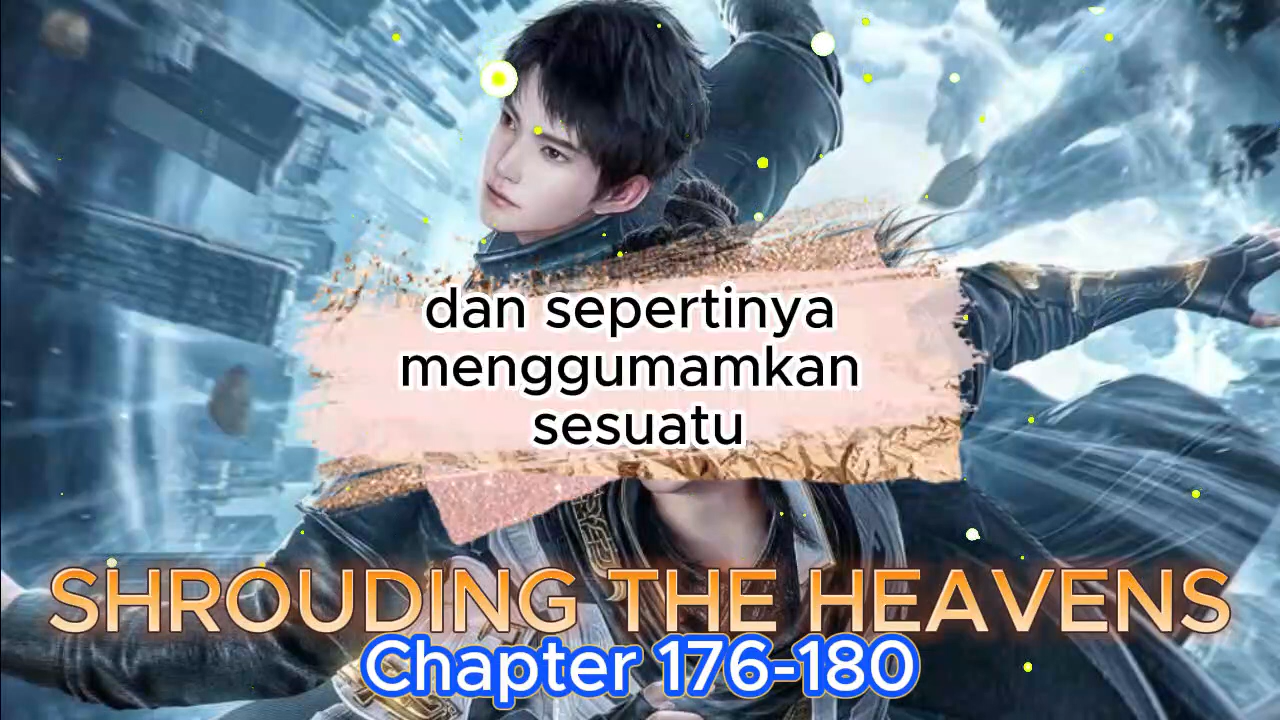 dan sepertinya
menggumamkan
sesuatu
SHROUDING THE HEAVENS
Chapter 176-180